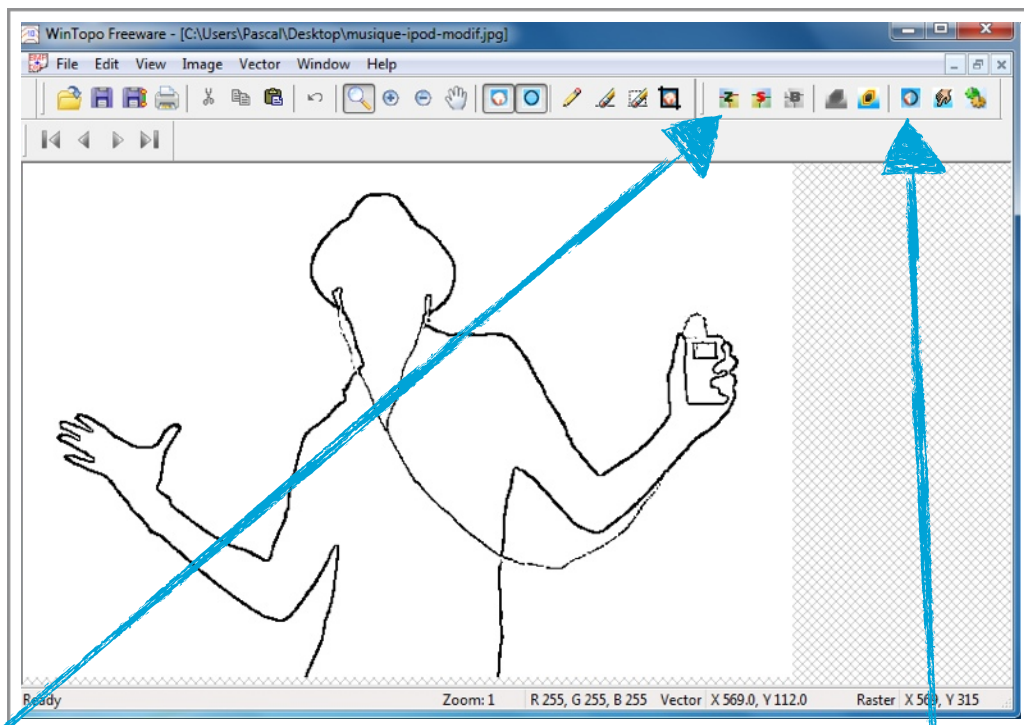 WinTopo Freeware - [C:\Users\Pascal\Desktop\musique-ipod-modif.jpg]
File Edit View Image Vector Window Help
Z S B
Ready Zoom: 1 R 255, G 255, B 255 Vector X 569.0, Y 112.0 Raster X 569, Y 315